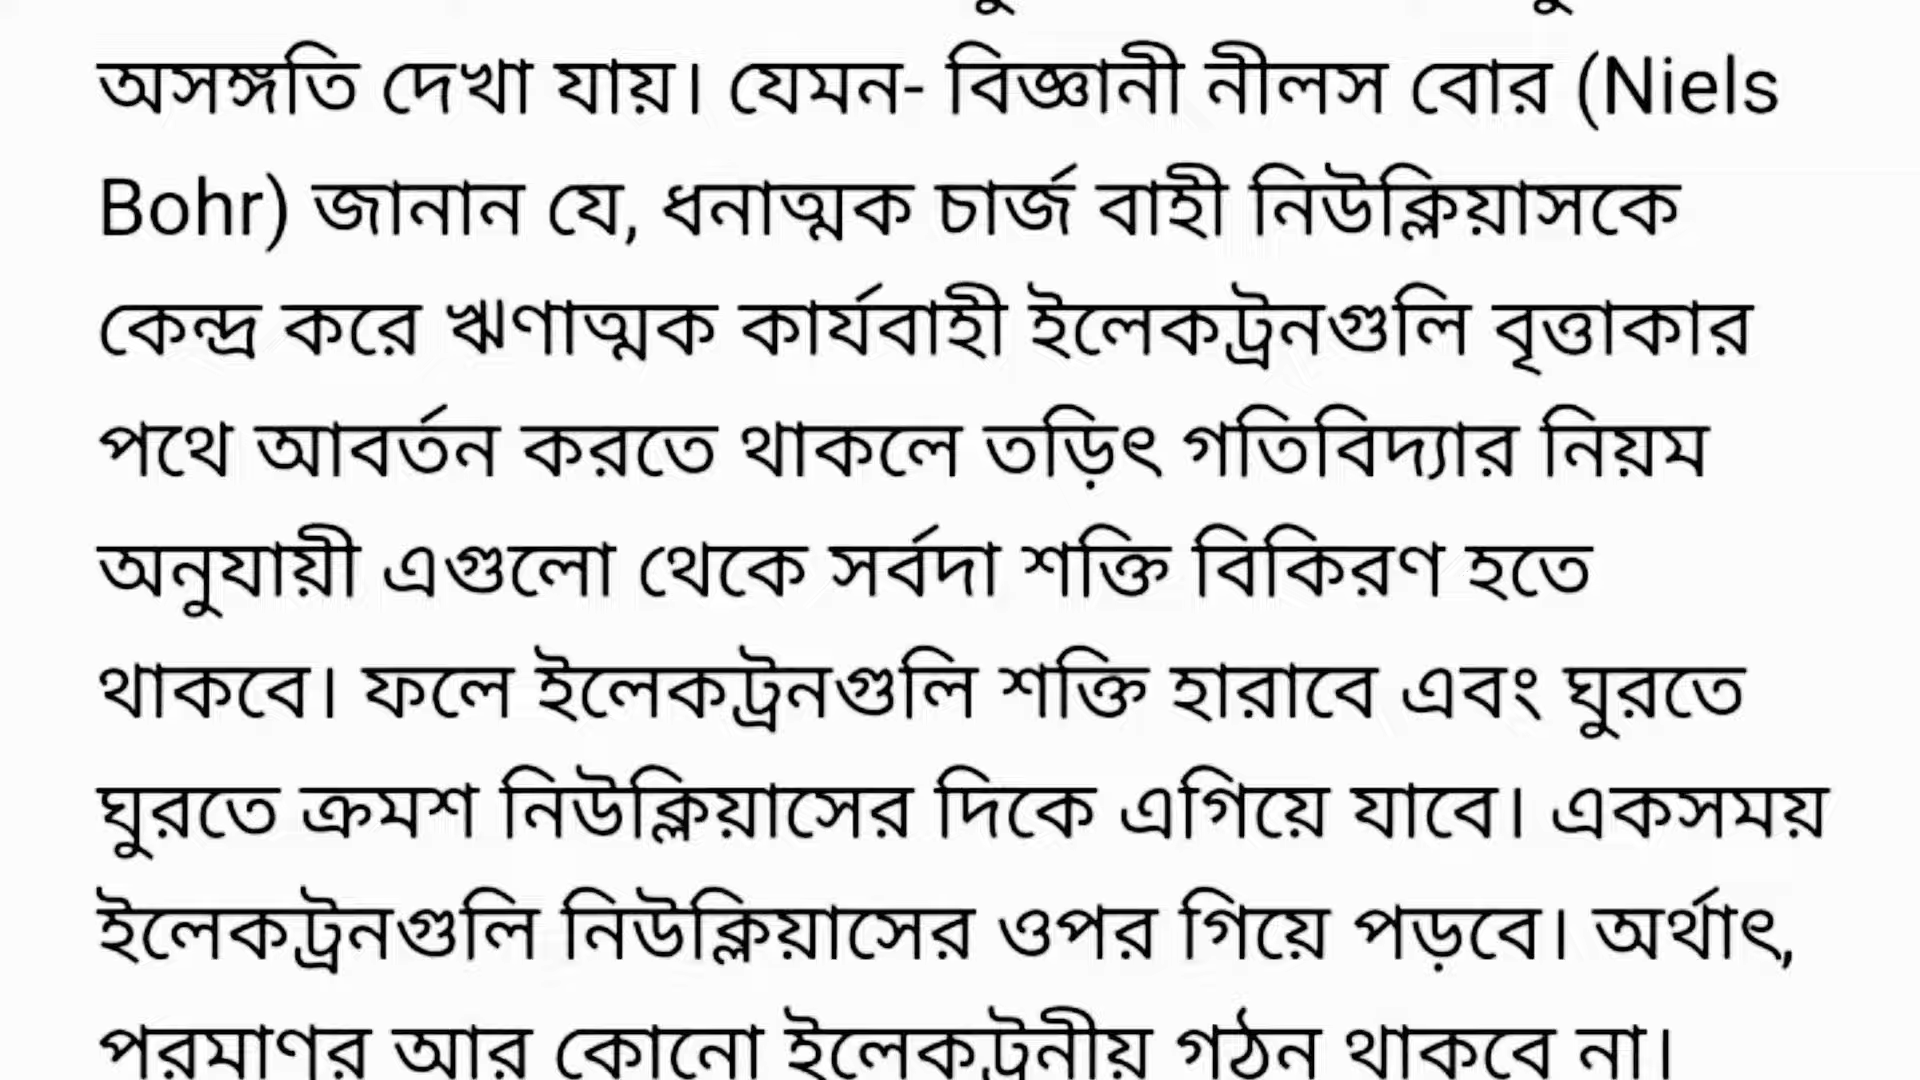 অসঙ্গতি দেখা যায়। যেমন- বিজ্ঞানী নীলস বোর (Niels
Bohr) জানান যে, ধনাত্মক চার্জ বাহী নিউক্লিয়াসকে
কেন্দ্র করে ঋণাত্মক কার্যবাহী ইলেকট্রনগুলি বৃত্তাকার
পথে আবর্তন করতে থাকলে তড়িৎ গতিবিদ্যার নিয়ম
অনুযায়ী এগুলো থেকে সর্বদা শক্তি বিকিরণ হতে
থাকবে। ফলে ইলেকট্রনগুলি শক্তি হারাবে এবং ঘুরতে
ঘুরতে ক্রমশ নিউক্লিয়াসের দিকে এগিয়ে যাবে। একসময়
ইলেকট্রনগুলি নিউক্লিয়াসের ওপর গিয়ে পড়বে। অর্থাৎ,
পরমাণুর আর কোনো ইলেকট্রনীয় গঠন থাকবে না।